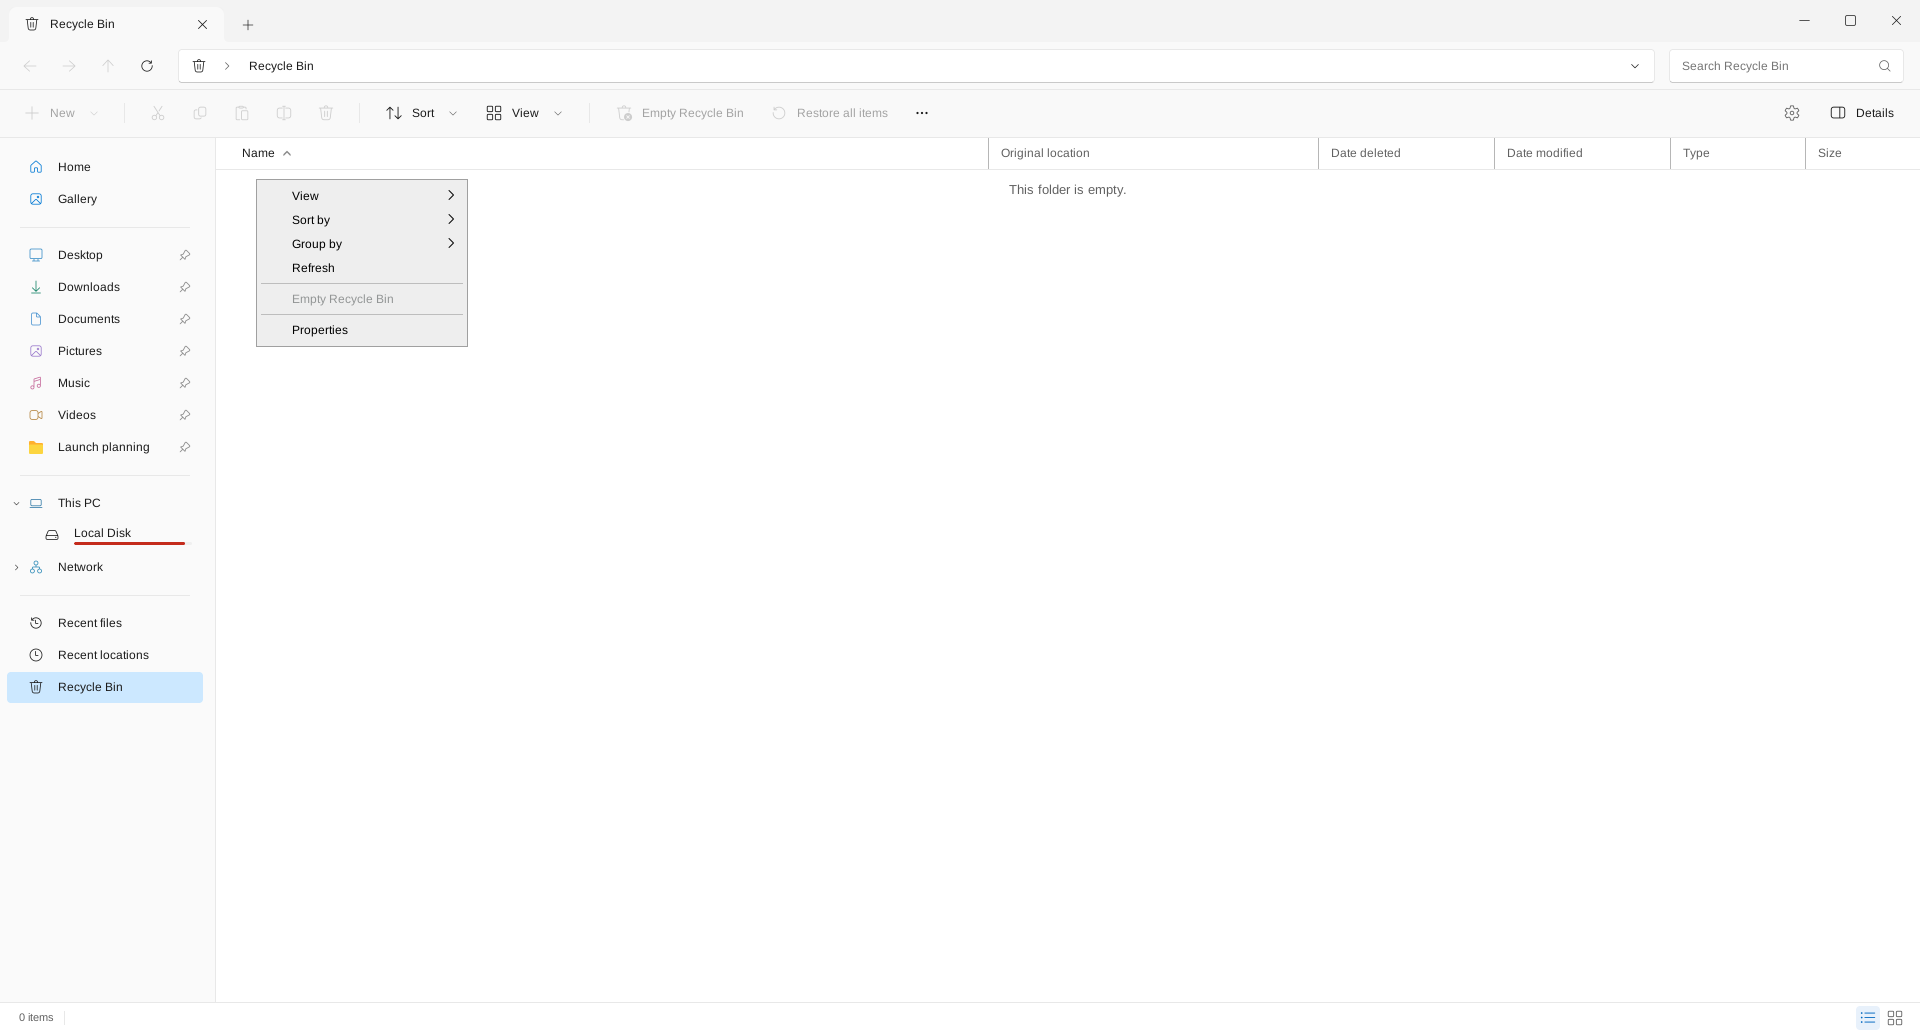 Recycle Bin
Recycle Bin
Search Recycle Bin
New
Sort
View
Empty Recycle Bin
Restore all items
Details
Name
Original location
Date deleted
Date modified
Type
Size
Home
Gallery
Desktop
Downloads
Documents
Pictures
Music
Videos
Launch planning
This PC
Local Disk
Network
Recent files
Recent locations
Recycle Bin
This folder is empty.
View
Sort by
Group by
Refresh
Empty Recycle Bin
Properties
0 items